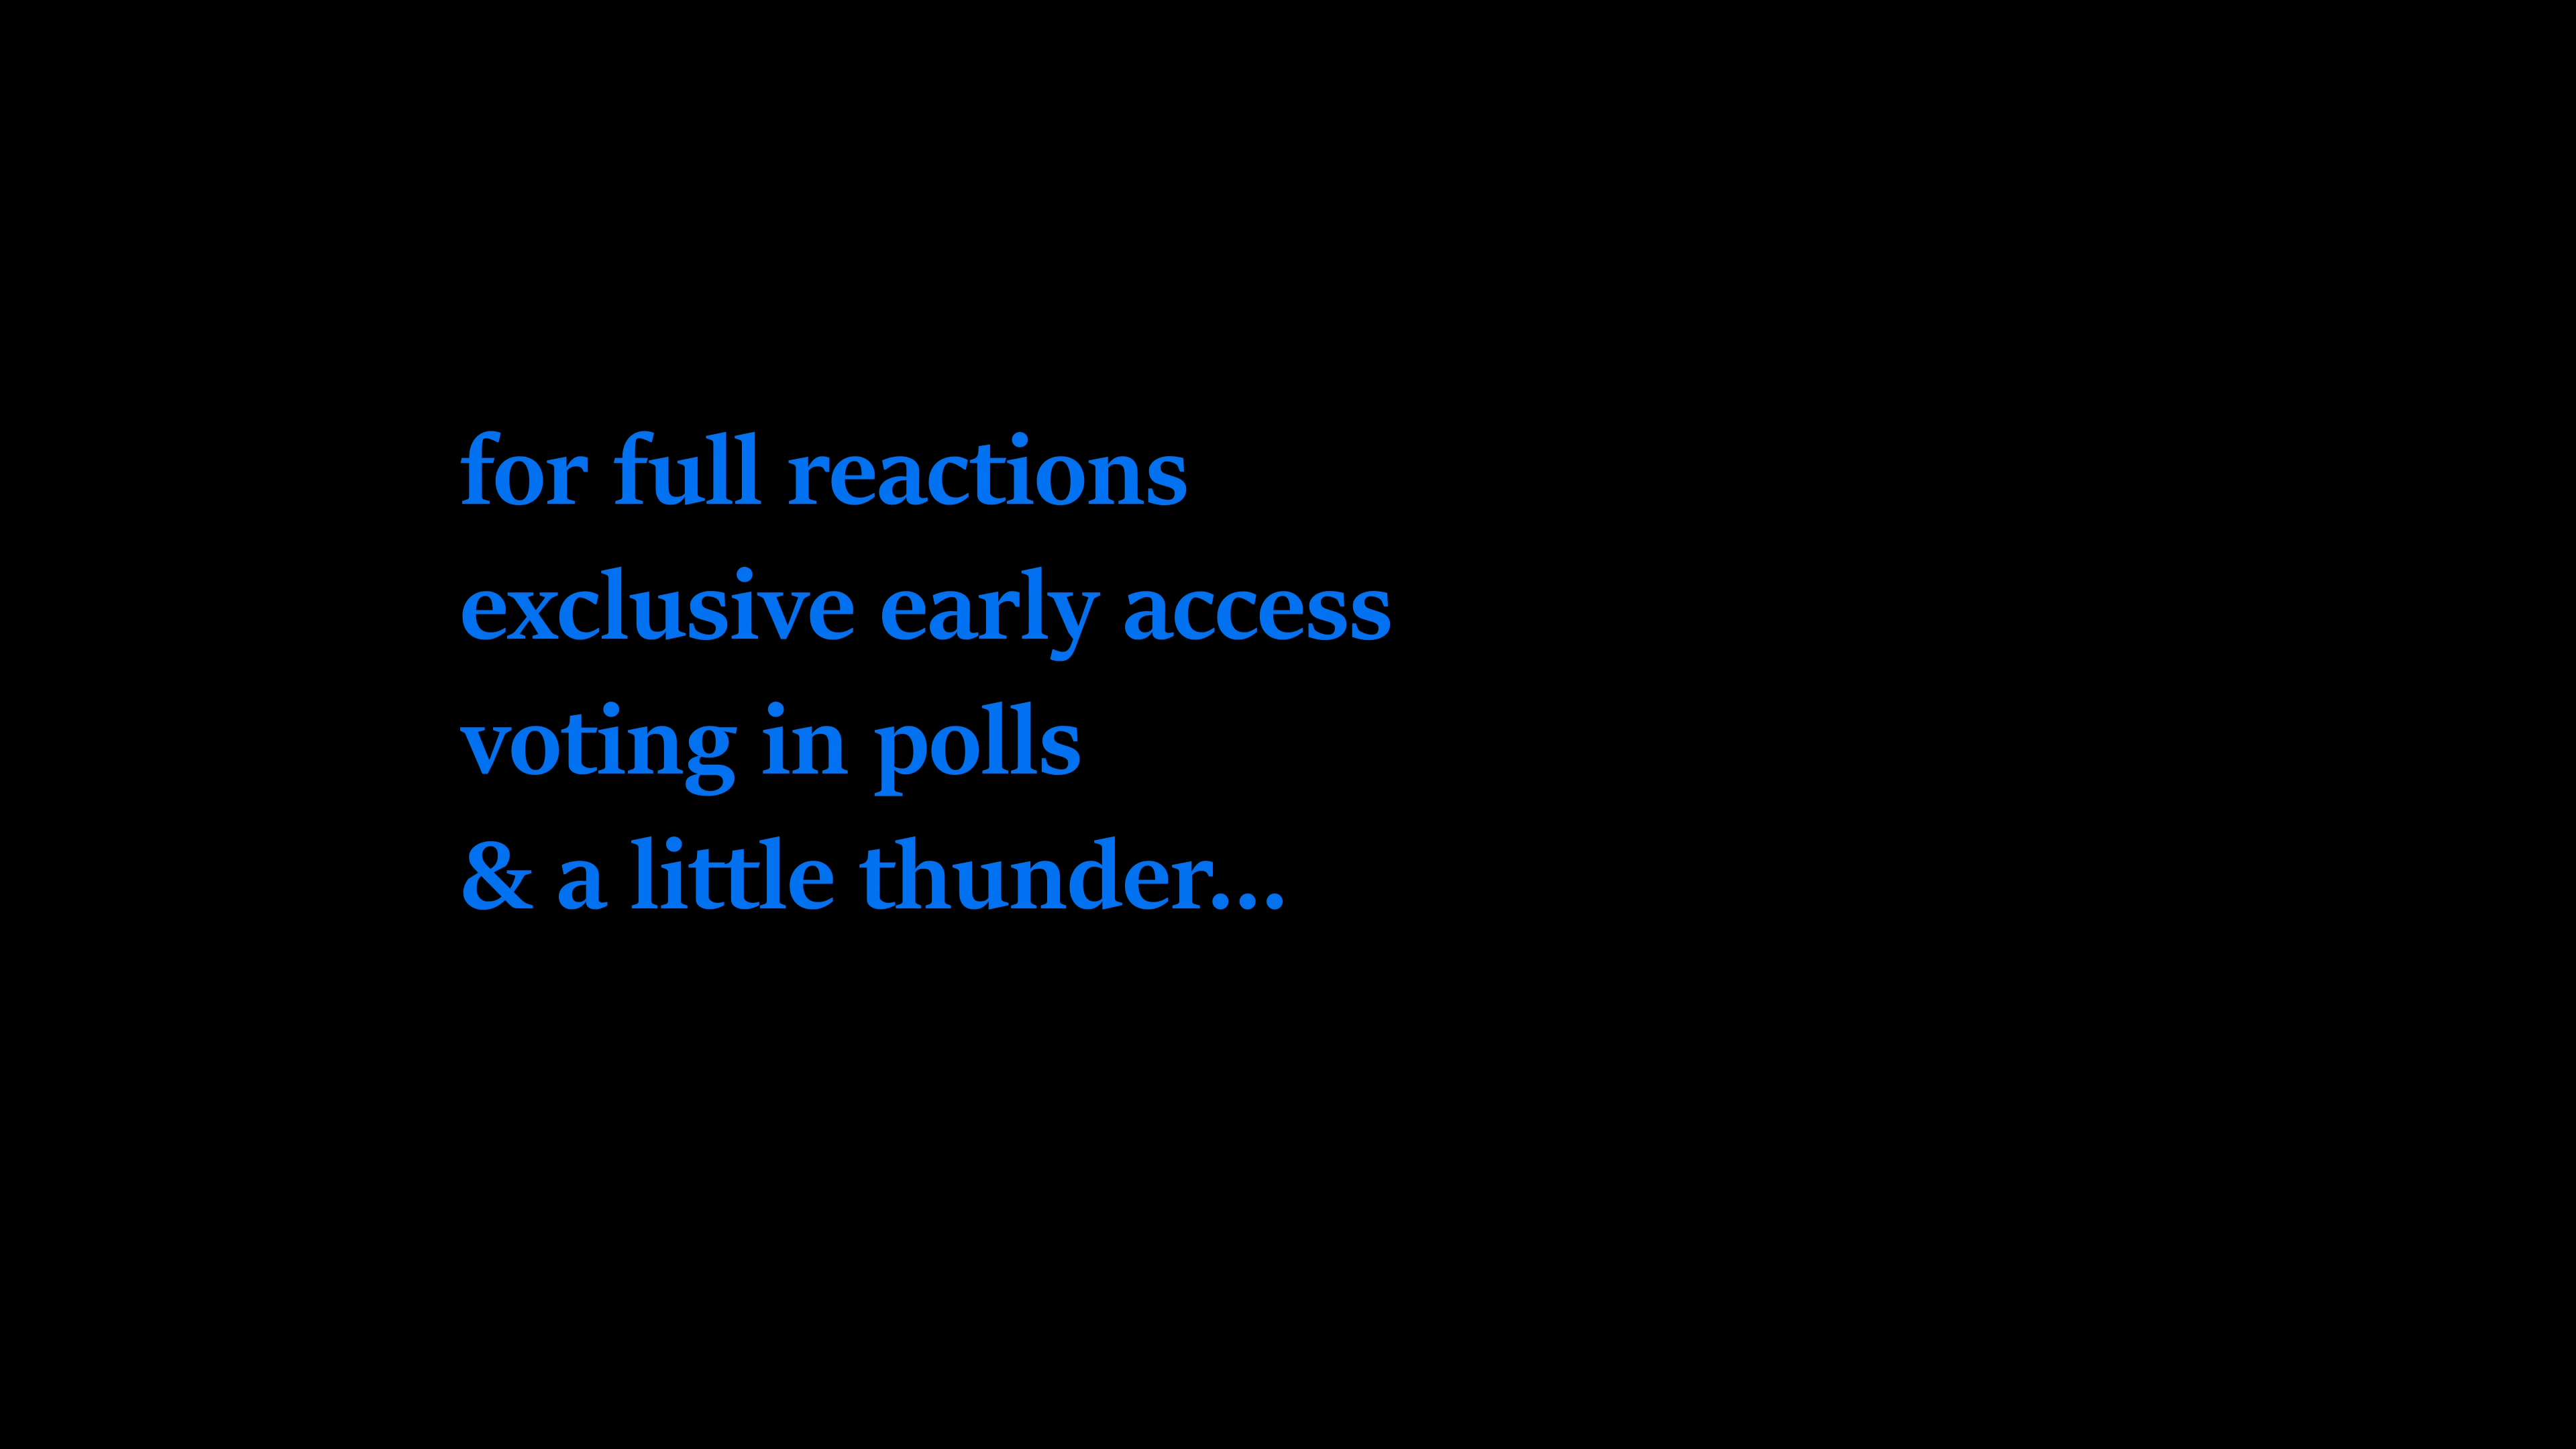 for full reactions
exclusive early access
voting in polls
& a little thunder...